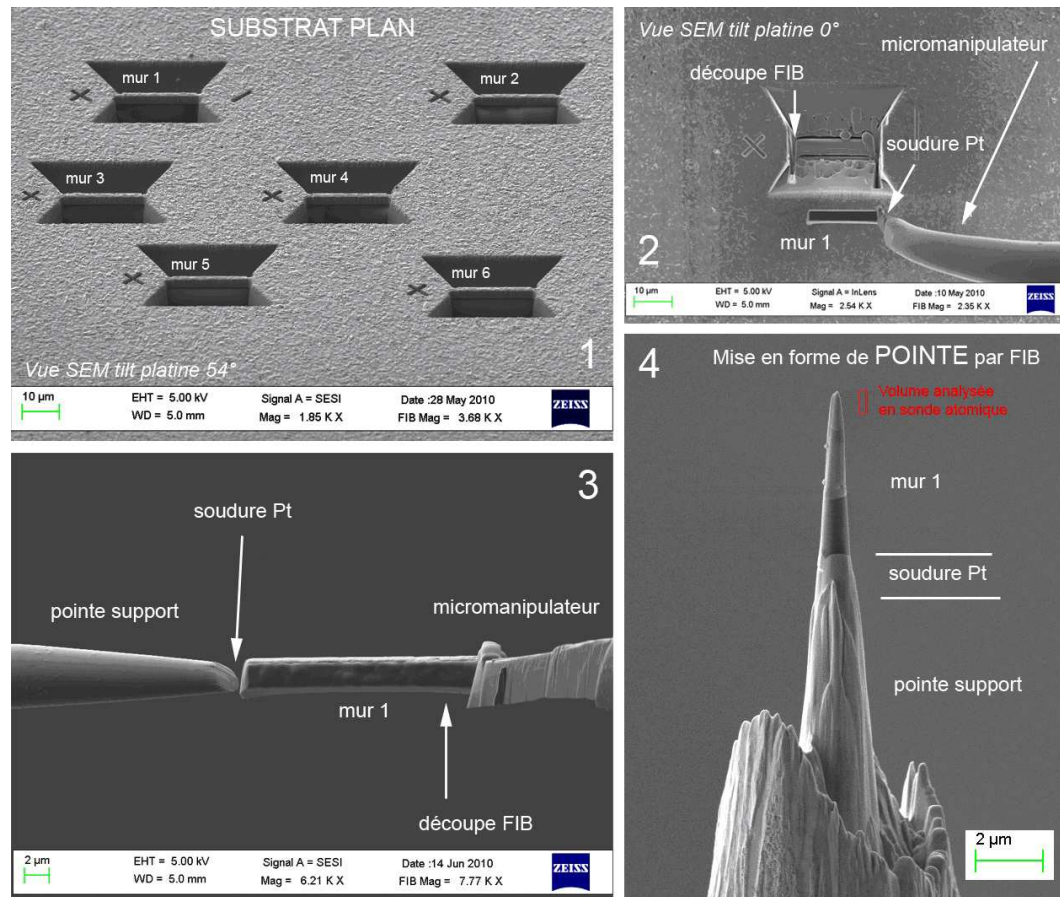 SUBSTRAT PLAN
mur 1
mur 2
mur 3
mur 4
mur 5
mur 6
Vue SEM tilt platine 54°
1
10 µm
EHT = 5.00 kV
WD = 5.0 mm
Signal A = SESI
Mag = 1.85 K X
Date :28 May 2010
FIB Mag = 3.68 K X
ZEISS
Vue SEM tilt platine 0°
micromanipulateur
découpe FIB
soudure Pt
mur 1
2
10 µm
EHT = 5.00 kV
WD = 5.0 mm
Signal A = InLens
Mag = 2.54 K X
Date :10 May 2010
FIB Mag = 2.35 K X
ZEISS
3
soudure Pt
pointe support
micromanipulateur
mur 1
découpe FIB
2 µm
EHT = 5.00 kV
WD = 5.0 mm
Signal A = SESI
Mag = 6.21 K X
Date :14 Jun 2010
FIB Mag = 7.77 K X
ZEISS
4
Mise en forme de POINTE par FIB
Volume analysée
en sonde atomique
mur 1
soudure Pt
pointe support
2 µm